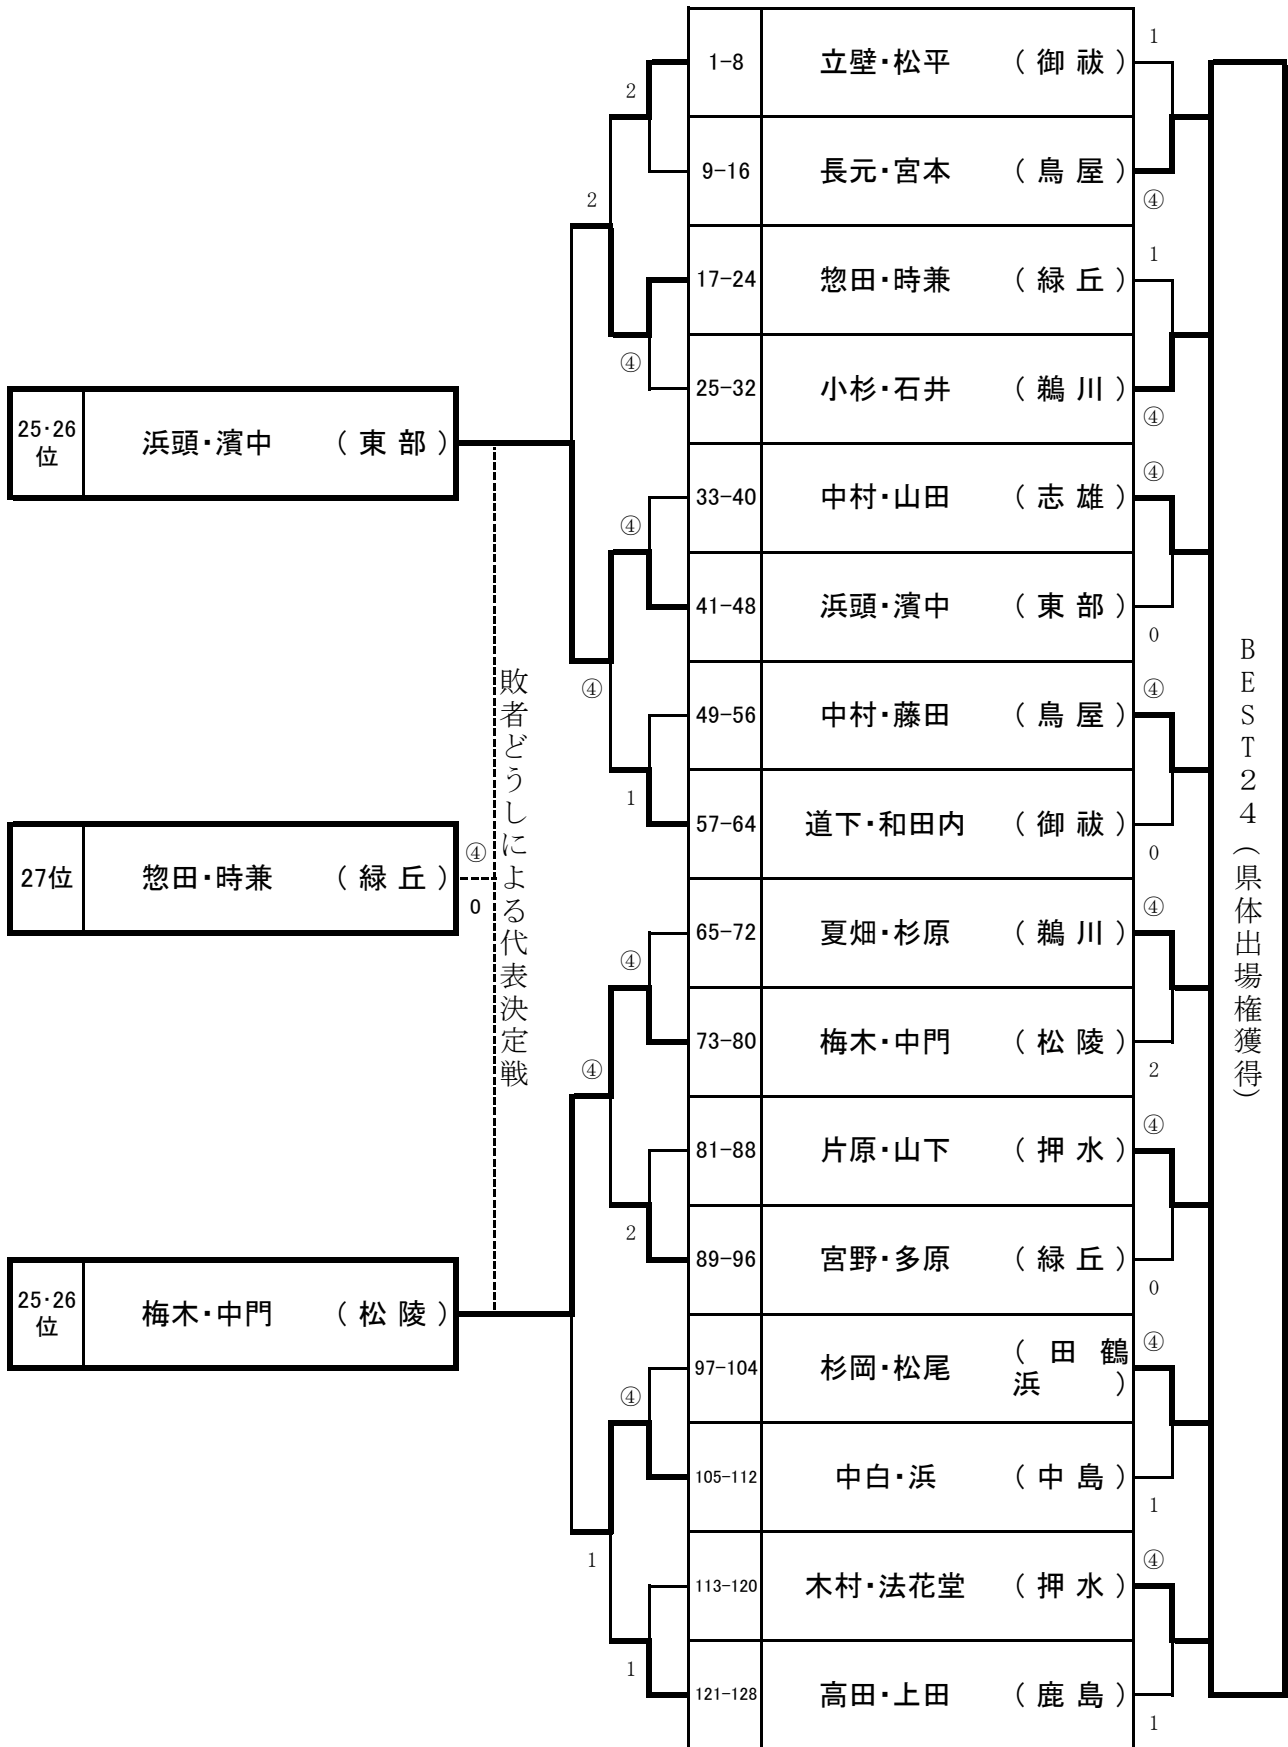 1-8 立壁・松平 （ 御 祓 ） 1
2
9-16 長元・宮本 （ 鳥 屋 ） ④
2
17-24 惣田・時兼 （ 緑 丘 ） 1
④
25-32 小杉・石井 （ 鵜 川 ） ④
25・26位 浜頭・濱中 （ 東 部 ）
33-40 中村・山田 （ 志 雄 ） ④
④
41-48 浜頭・濱中 （ 東 部 ） 0
④
49-56 中村・藤田 （ 鳥 屋 ） ④
1
57-64 道下・和田内 （ 御 祓 ） 0
27位 惣田・時兼 （ 緑 丘 ） ④ 0
敗者どうしによる代表決定戦
65-72 夏畑・杉原 （ 鵜 川 ） ④
④
73-80 梅木・中門 （ 松 陵 ） 2
④
81-88 片原・山下 （ 押 水 ） ④
2
89-96 宮野・多原 （ 緑 丘 ） 0
25・26位 梅木・中門 （ 松 陵 ）
97-104 杉岡・松尾 （ 田 鶴 浜 ） ④
④
105-112 中白・浜 （ 中 島 ） 1
1
113-120 木村・法花堂 （ 押 水 ） ④
1
121-128 高田・上田 （ 鹿 島 ） 1
BEST24（県体出場権獲得）